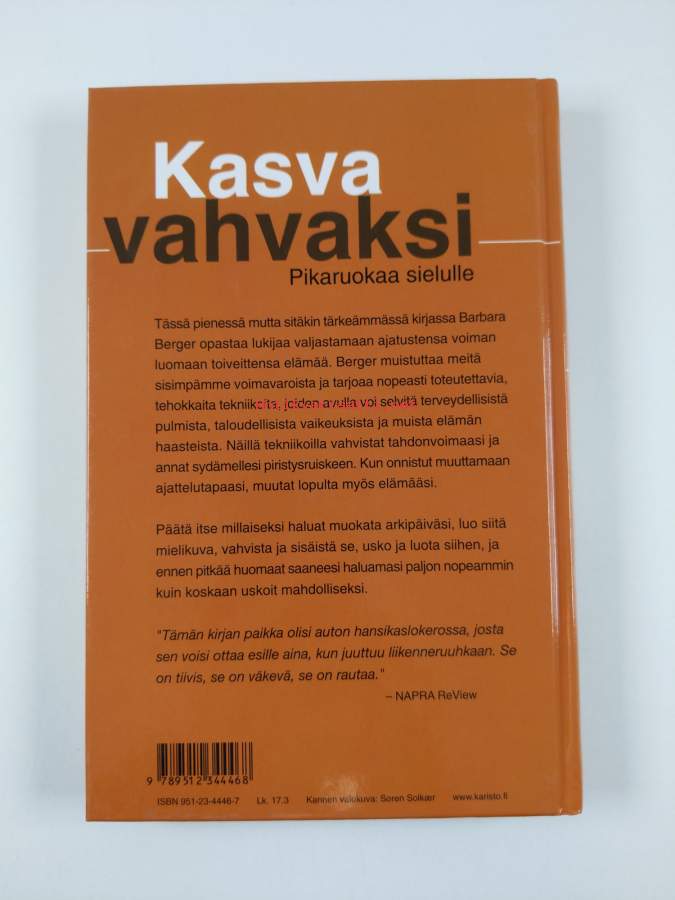 Kasva
vahvaksi
Pikaruokaa sielulle
Tässä pienessä mutta sitäkin tärkeämmässä kirjassa Barbara
Berger opastaa lukijaa valjastamaan ajatustensa voiman
luomaan toiveittensa elämää. Berger muistuttaa meitä
sisimpämme voimavaroista ja tarjoaa nopeasti toteutettavia,
tehokkaita tekniikoita, joiden avulla voi selvitä terveydellisistä
pulmista, taloudellisista vaikeuksista ja muista elämän
haasteista. Näillä tekniikoilla vahvistat tahdonvoimaasi ja
annat sydämellesi piristysruiskeen. Kun onnistut muuttamaan
ajattelutapaasi, muutat lopulta myös elämääsi.
Päätä itse millaiseksi haluat muokata arkipäiväsi, luo siitä
mielikuva, vahvista ja sisäistä se, usko ja luota siihen, ja
ennen pitkää huomaat saaneesi haluamasi paljon nopeammin
kuin koskaan uskoit mahdolliseksi.
"Tämän kirjan paikka olisi auton hansikaslokerossa, josta
sen voisi ottaa esille aina, kun juuttuu liikenneruuhkaan. Se
on tiivis, se on väkevä, se on rautaa."
– NAPRA ReView
9 789512 344468
ISBN 951-23-4446-7 Lk. 17.3 Kannen valokuva: Søren Solkær www.karisto.fi